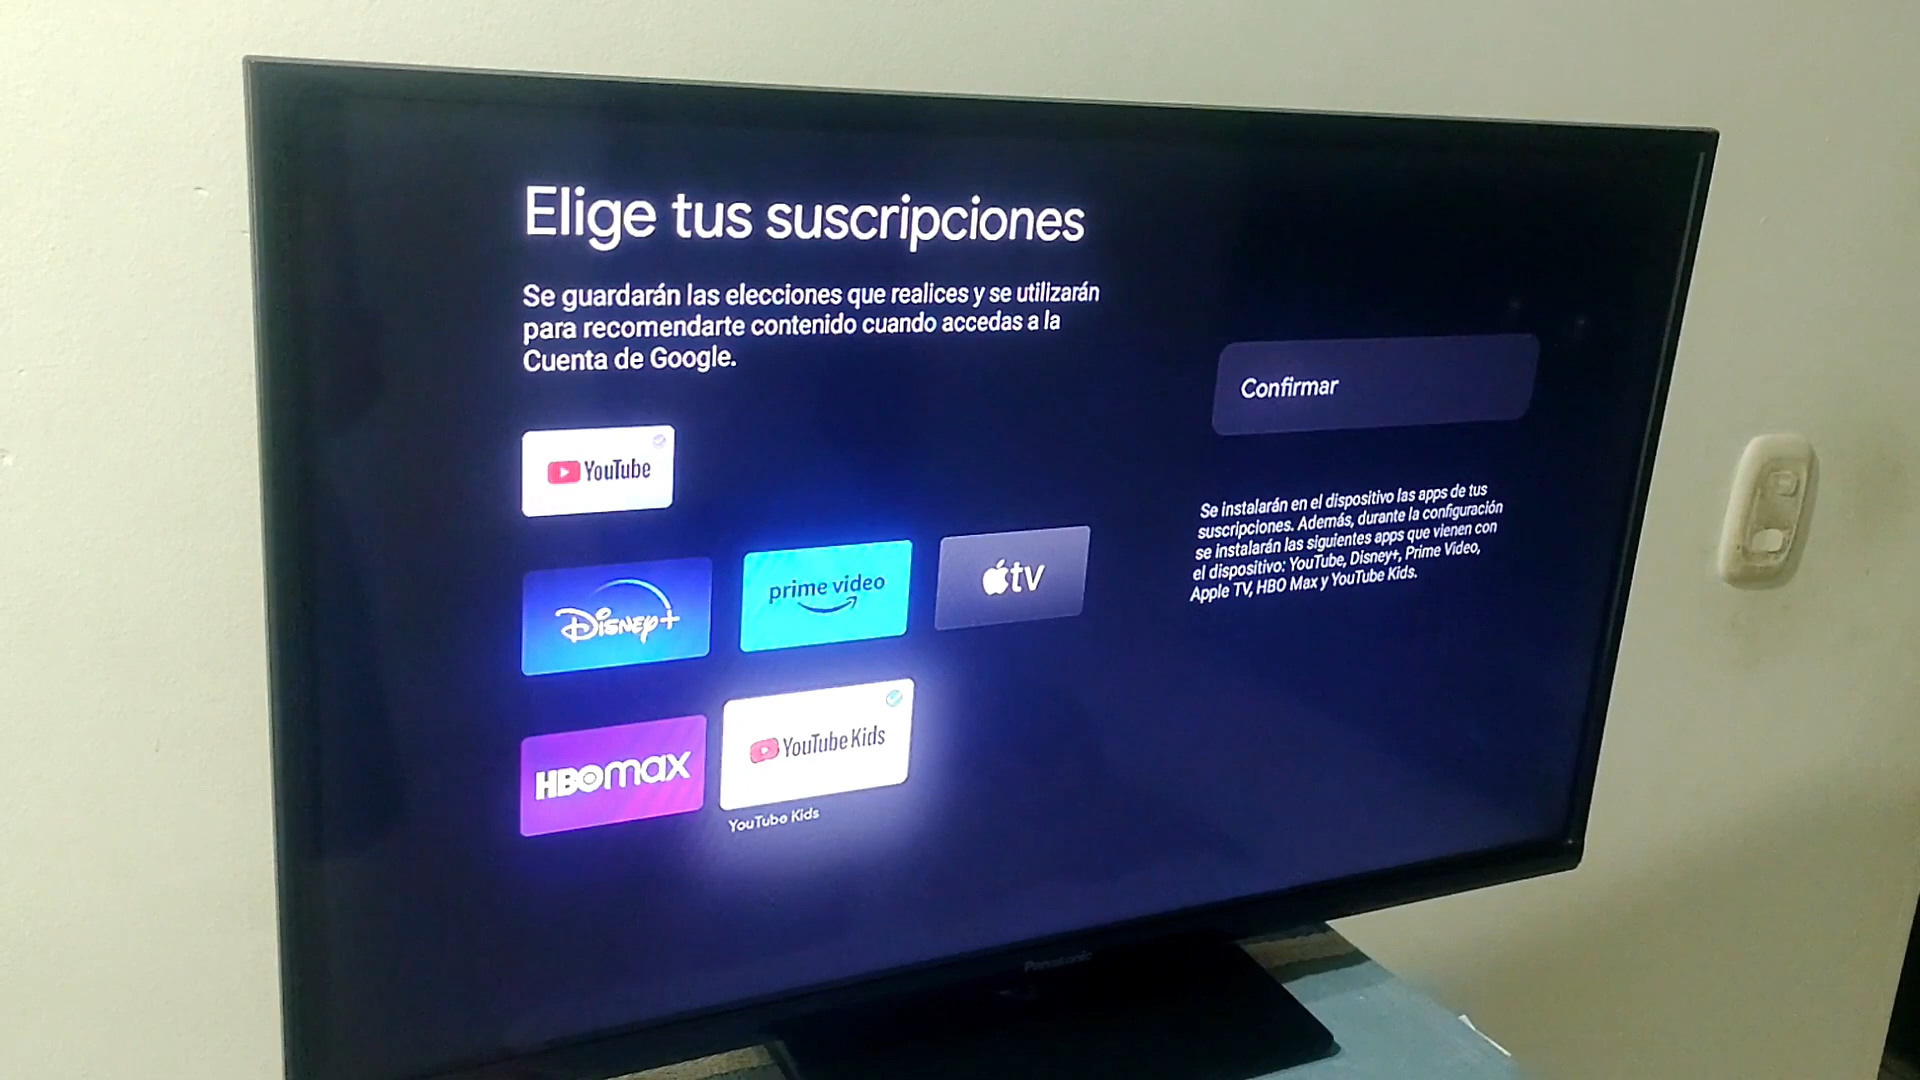 Elige tus suscripciones
Se guardarán las elecciones que realices y se utilizarán
para recomendarte contenido cuando accedas a la
Cuenta de Google.
YouTube
Disney+
prime video
tv
HBOmax
YouTube Kids
YouTube Kids
Confirmar
Se instalarán en el dispositivo las apps de tus
suscripciones. Además, durante la configuración
se instalarán las siguientes apps que vienen con
el dispositivo: YouTube, Disney+, Prime Video,
Apple TV, HBO Max y YouTube Kids.
Panasonic